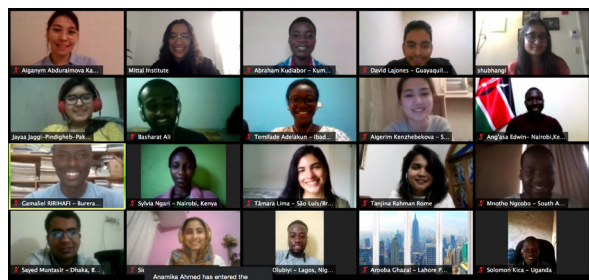 Aiganym Abduraimova Ka...
Mittal Institute
Abraham Kudiabor – Kum...
David LaJones – Guayaquil...
shubhangi
Jayaa Jaggi-Pindigheb-Pak...
Basharat Ali
Temilade Adelakun – Ibad...
Aigerim Kenzhebekova – S...
Ang'asia Edwin- Nairobi,Ke...
Gamaliel RIRIHAFI – Burera...
Sylvia Ngari – Nairobi, Kenya
Tâmara Lima – São Luís/Br...
Tanjina Rahman Rome
Mnotho Ngcobo – South A...
Sayed Muntasir – Dhaka, B...
Olubiyi – Lagos, Nig...
Arooba Ghazal – Lahore P...
Solomon Kica – Uganda
Anamika Ahmed has entered the